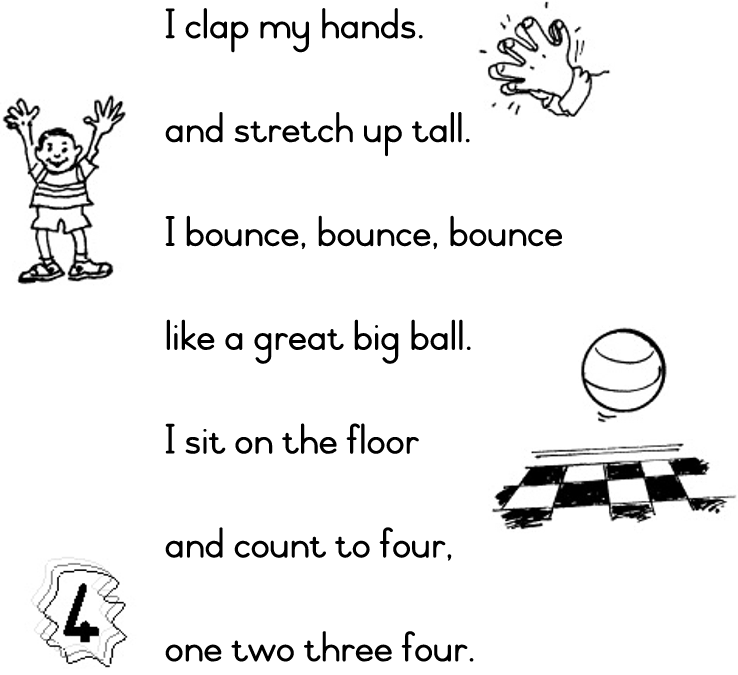 I clap my hands.
and stretch up tall.
I bounce, bounce, bounce
like a great big ball.
I sit on the floor
and count to four,
4
one two three four.